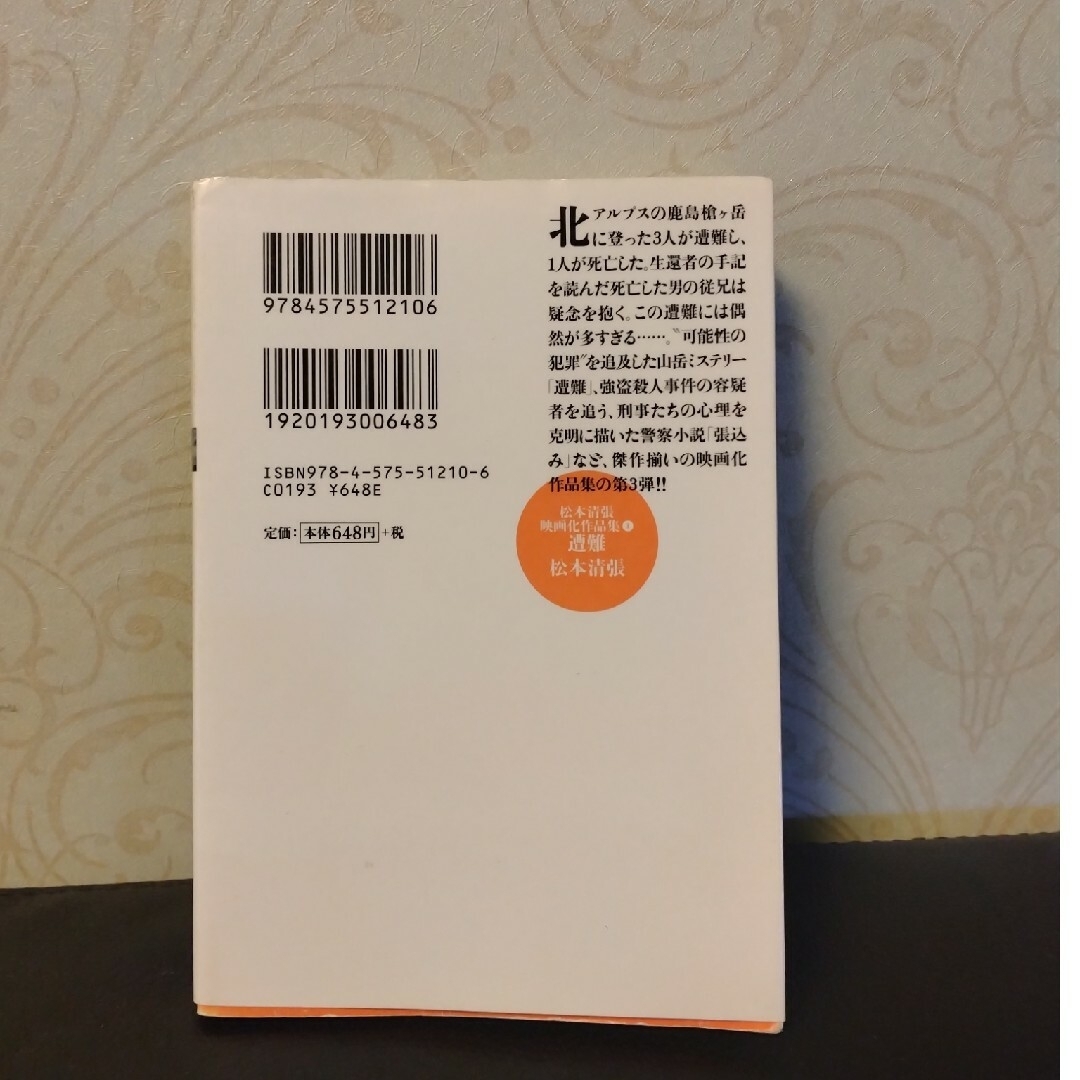 9784575512106
1920193006483
ISBN978-4-575-51210-6
C0193 ¥648E
定価：本体648円+税
北アルプスの鹿島槍ヶ岳
に登った3人が遭難し、
1人が死亡した。生還者の手記
を読んだ死亡した男の従兄は
疑念を抱く。この遭難には偶
然が多すぎる……。〝可能性の
犯罪〟を追及した山岳ミステリー
「遭難」、強盗殺人事件の容疑
者を追う、刑事たちの心理を
克明に描いた警察小説「張込
み」など、傑作揃いの映画化
作品集の第3弾!!
松本清張
映画化作品集
遭難
松本清張